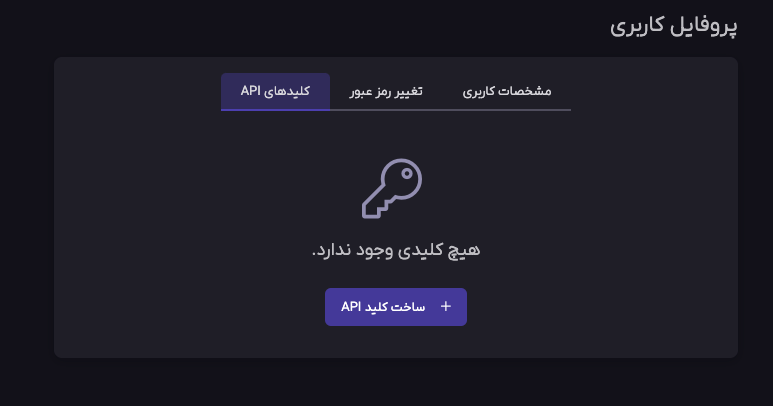 پروفایل کاربری
مشخصات کاربری
تغییر رمز عبور
کلیدهای API
هیچ کلیدی وجود ندارد.
+ ساخت کلید API